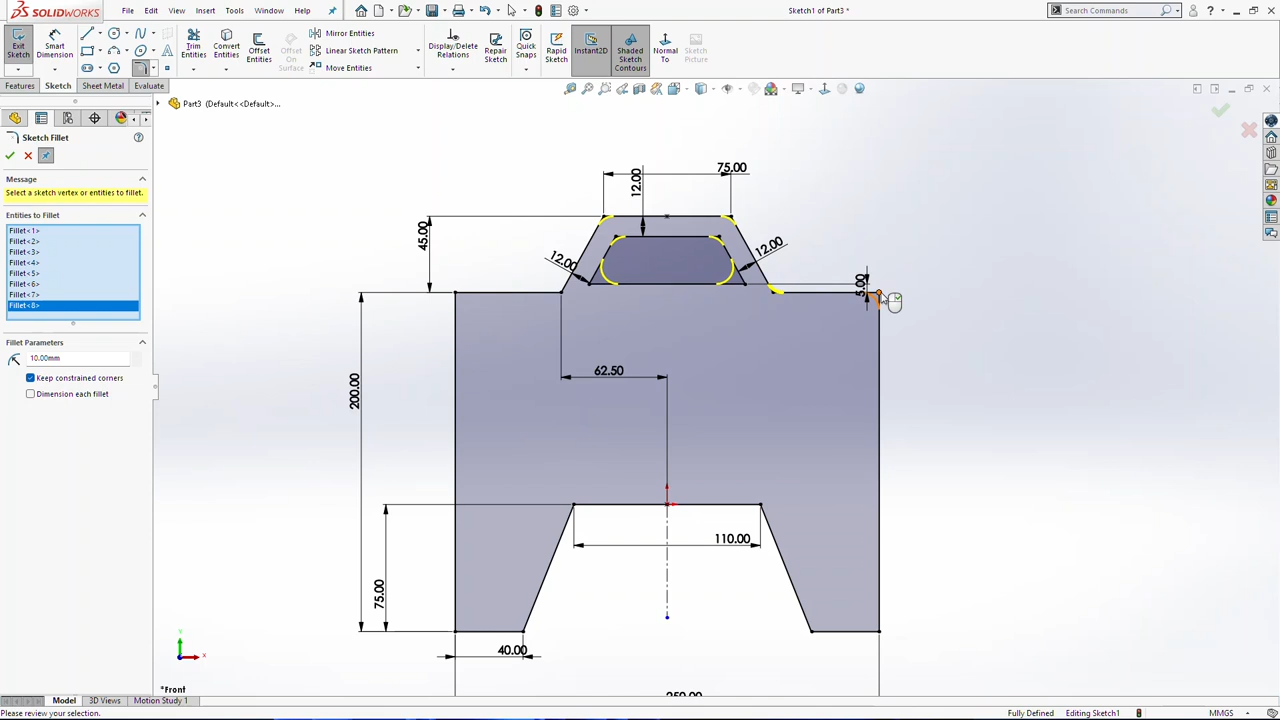 SOLIDWORKS
File Edit View Insert Tools Window Help
Sketch1 of Part3 *
Search Commands
Exit Sketch
Smart Dimension
Trim Entities
Convert Entities
Offset Entities
Offset On Surface
Mirror Entities
Linear Sketch Pattern
Move Entities
Display/Delete Relations
Repair Sketch
Quick Snaps
Rapid Sketch
Instant2D
Shaded Sketch Contours
Normal To
Sketch Picture
Features Sketch Sheet Metal Evaluate
Part3 (Default<<Default>...
Sketch Fillet
Message
Select a sketch vertex or entities to fillet.
Entities to Fillet
Fillet<1>
Fillet<2>
Fillet<3>
Fillet<4>
Fillet<5>
Fillet<6>
Fillet<7>
Fillet<8>
Fillet Parameters
10.00mm
Keep constrained corners
Dimension each fillet
75.00
12.00
45.00
12.00
12.00
5.00
62.50
200.00
110.00
75.00
40.00
250.00
Y
X
*Front
Model 3D Views Motion Study 1
Please review your selection.
Fully Defined
Editing Sketch1
MMGS